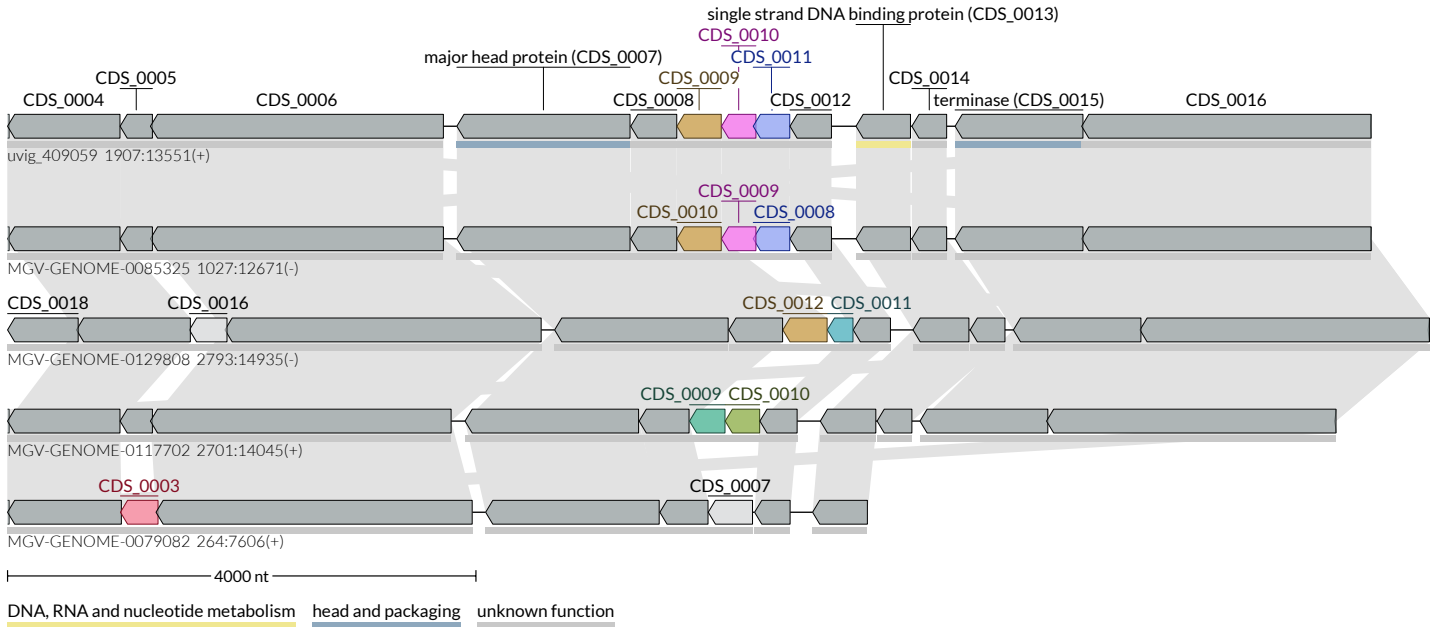 single strand DNA binding protein (CDS_0013)
CDS_0010
major head protein (CDS_0007) CDS_0011
CDS_0005 CDS_0009 CDS_0014
CDS_0004 CDS_0006 CDS_0008 CDS_0012 terminase (CDS_0015) CDS_0016
uvig_409059 1907:13551(+)
CDS_0009
CDS_0010 CDS_0008
MGV-GENOME-0085325 1027:12671(-)
CDS_0018 CDS_0016 CDS_0012 CDS_0011
MGV-GENOME-0129808 2793:14935(-)
CDS_0009 CDS_0010
MGV-GENOME-0117702 2701:14045(+)
CDS_0003 CDS_0007
MGV-GENOME-0079082 264:7606(+)
4000 nt
DNA, RNA and nucleotide metabolism head and packaging unknown function